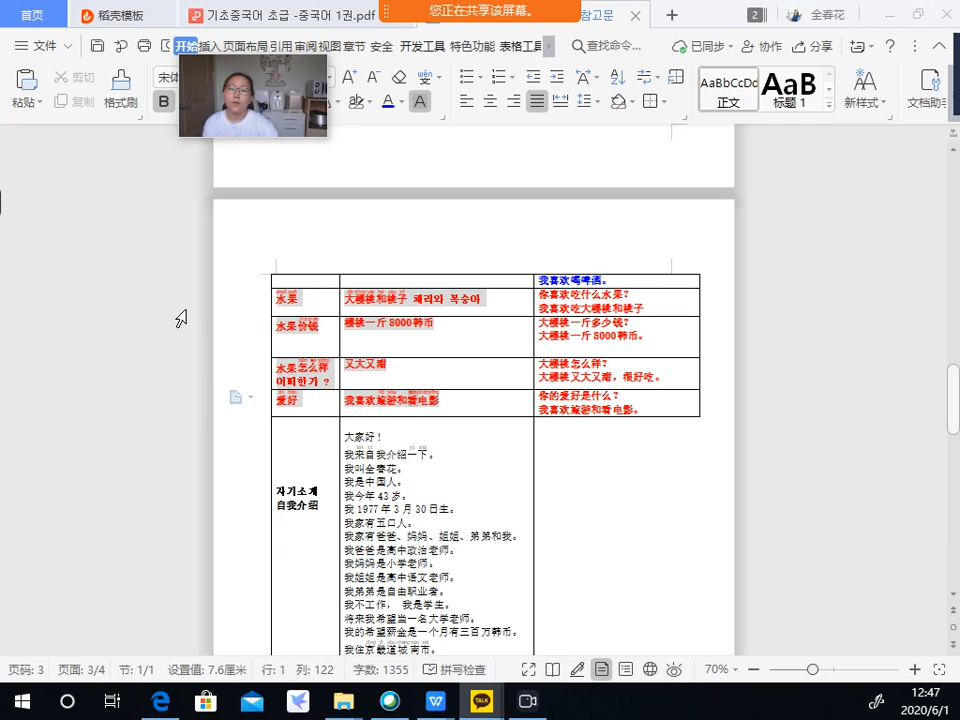 首页
稻壳模板
기초중국어 초급 -중국어 1권.pdf
您正在共享该屏幕。
참고문
2
全春花
文件
开始
插入
页面布局
引用
审阅
视图
章节
安全
开发工具
特色功能
表格工具
查找命令...
已同步
协作
分享
粘贴
剪切
复制
格式刷
宋体
B
AaBbCcDd
正文
AaB
标题 1
新样式
文档助手
我喜欢喝啤酒。
水果
大樱桃和桃子 체리와 복숭아
你喜欢吃什么水果?
我喜欢吃大樱桃和桃子
水果价钱
樱桃一斤 8000 韩币
大樱桃一斤多少钱?
大樱桃一斤 8000 韩币。
水果怎么样
어떠한가 ?
又大又甜
大樱桃怎么样?
大樱桃又大又甜,很好吃。
爱好
我喜欢旅游和看电影
你的爱好是什么?
我喜欢旅游和看电影。
자기소개
自我介绍
大家好!
我来自我介绍一下。
我叫全春花。
我是中国人。
我今年 43 岁。
我 1977 年 3 月 30 日生。
我家有五口人。
我家有爸爸、妈妈、姐姐、弟弟和我。
我爸爸是高中政治老师。
我妈妈是小学老师。
我姐姐是高中语文老师。
我弟弟是自由职业者。
我不工作, 我是学生。
将来我希望当一名大学老师。
我的希望薪金是一个月有三百万韩币。
我住京畿道城南市。
页码: 3
页面: 3/4
节: 1/1
设置值: 7.6厘米
行: 1
列: 122
字数: 1355
拼写检查
70%
TALK
12:47
2020/6/1